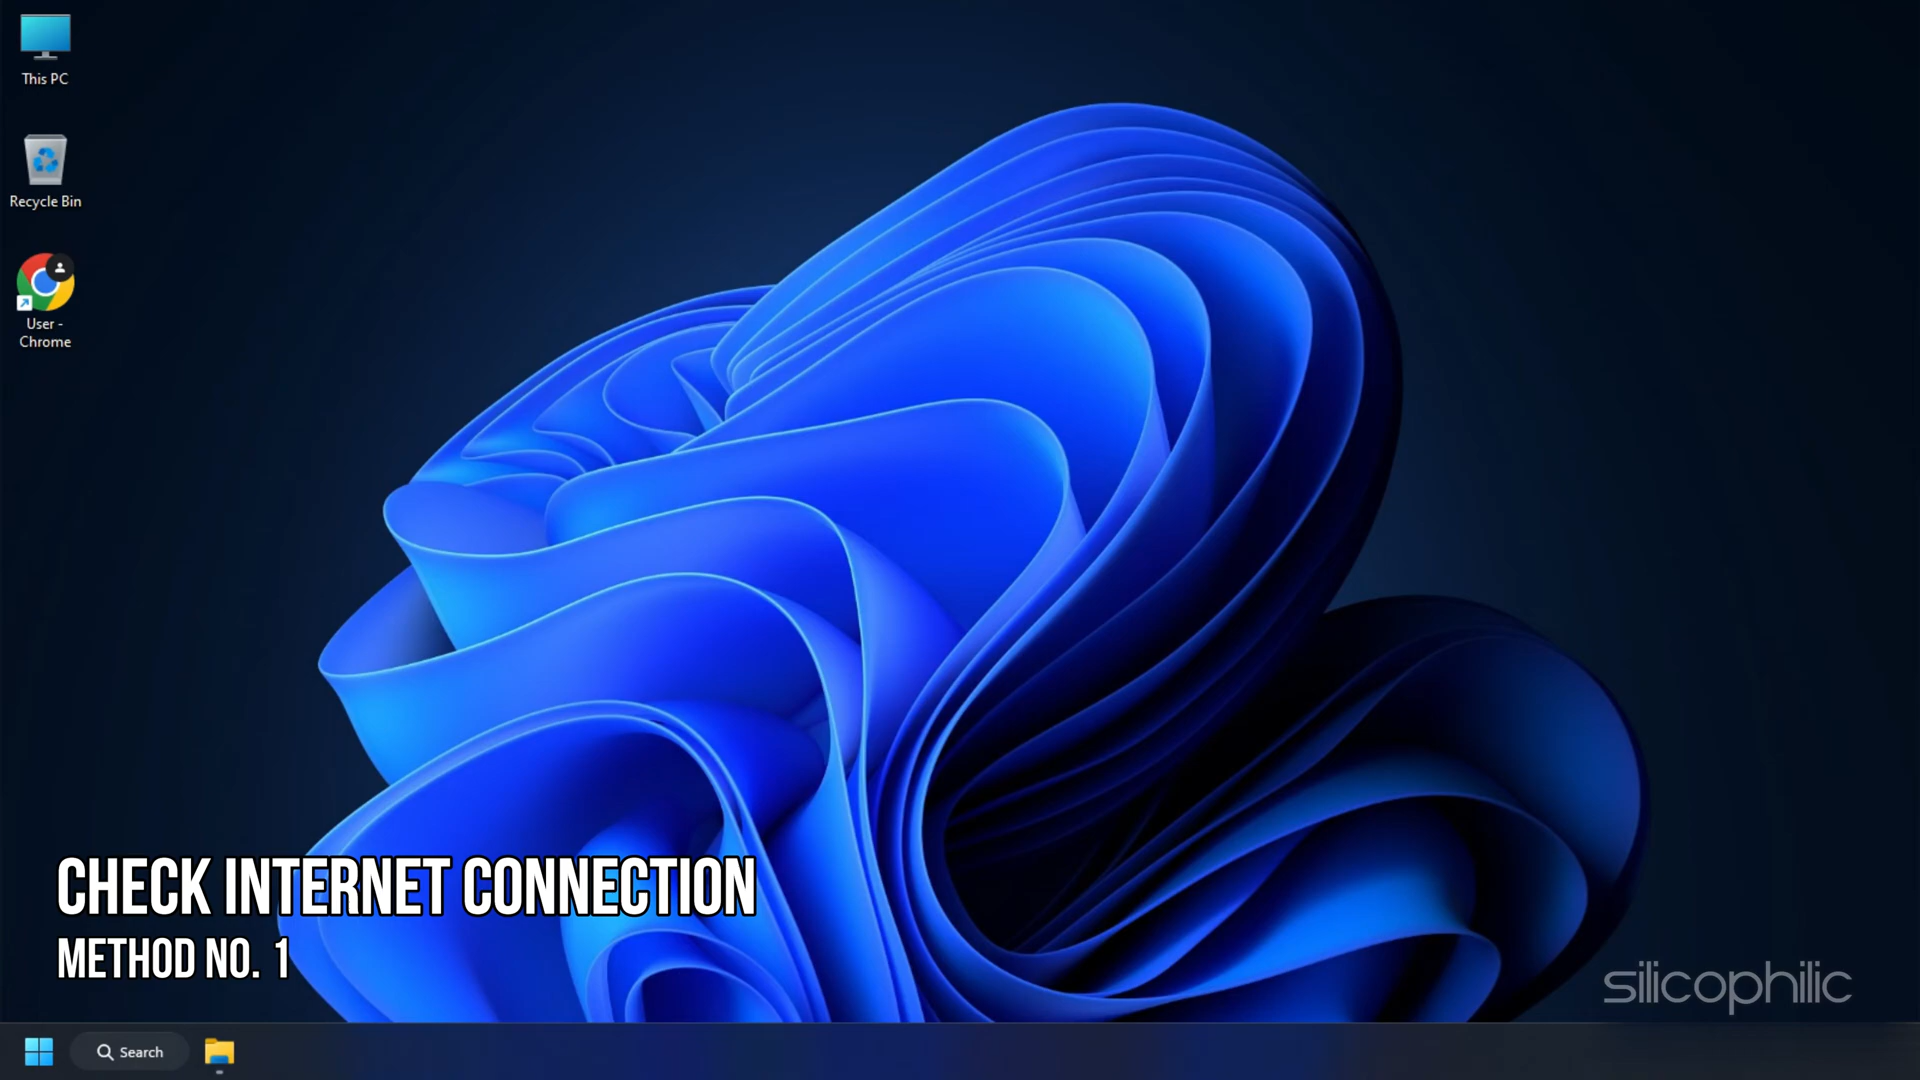 This PC
Recycle Bin
User -
Chrome
CHECK INTERNET CONNECTION
METHOD NO. 1
silicophilic
Search